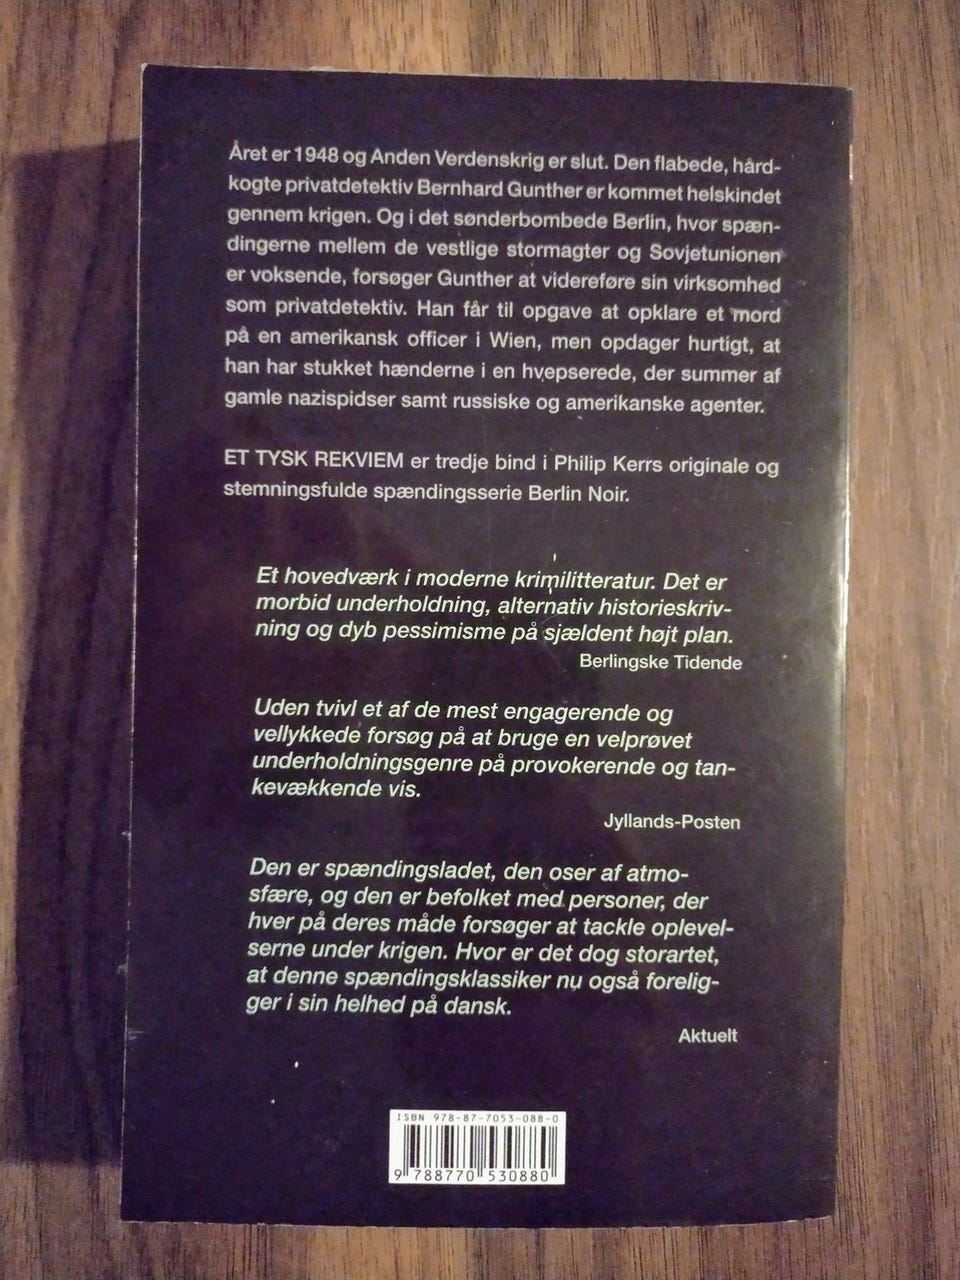 Året er 1948 og Anden Verdenskrig er slut. Den flabede, hård-
kogte privatdetektiv Bernhard Gunther er kommet helskindet
gennem krigen. Og i det sønderbombede Berlin, hvor spæn-
dingerne mellem de vestlige stormagter og Sovjetunionen
er voksende, forsøger Gunther at videreføre sin virksomhed
som privatdetektiv. Han får til opgave at opklare et mord
på en amerikansk officer i Wien, men opdager hurtigt, at
han har stukket hænderne i en hvepserede, der summer af
gamle nazispidser samt russiske og amerikanske agenter.
ET TYSK REKVIEM er tredje bind i Philip Kerrs originale og
stemningsfulde spændingsserie Berlin Noir.
Et hovedværk i moderne krimilitteratur. Det er
morbid underholdning, alternativ historieskriv-
ning og dyb pessimisme på sjældent højt plan.
Berlingske Tidende
Uden tvivl et af de mest engagerende og
vellykkede forsøg på at bruge en velprøvet
underholdningsgenre på provokerende og tan-
kevækkende vis.
Jyllands-Posten
Den er spændingsladet, den oser af atmo-
sfære, og den er befolket med personer, der
hver på deres måde forsøger at tackle oplevel-
serne under krigen. Hvor er det dog storartet,
at denne spændingsklassiker nu også forelig-
ger i sin helhed på dansk.
Aktuelt
ISBN 978-87-7053-088-0
9 788770 530880